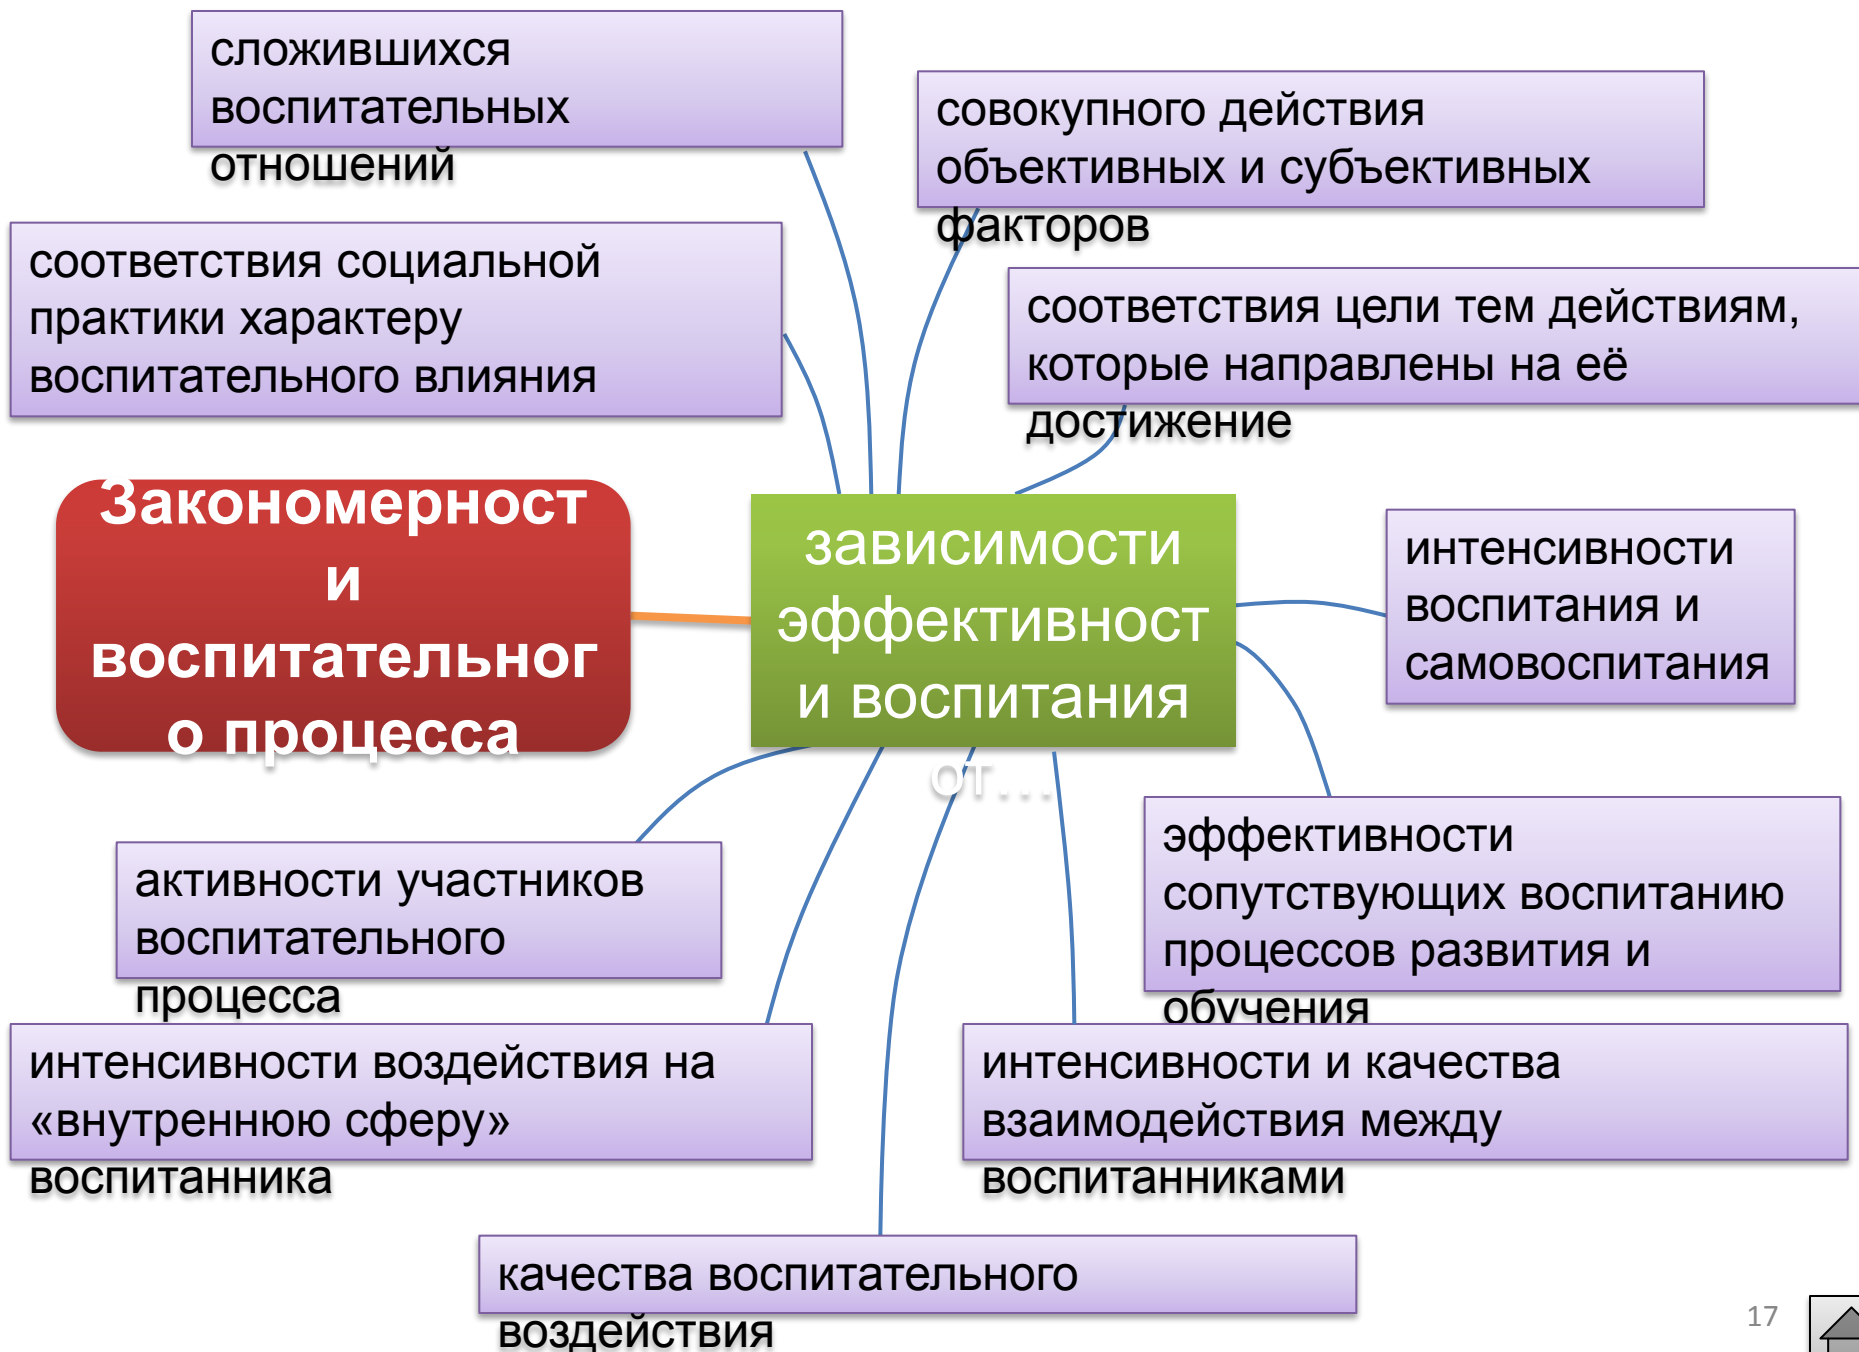 сложившихся
воспитательных
отношений
совокупного действия
объективных и субъективных
факторов
соответствия социальной
практики характеру
воспитательного влияния
соответствия цели тем действиям,
которые направлены на её
достижение
Закономерност
и
воспитательног
о процесса
зависимости
эффективност
и воспитания
от…
интенсивности
воспитания и
самовоспитания
активности участников
воспитательного
процесса
эффективности
сопутствующих воспитанию
процессов развития и
обучения
интенсивности воздействия на
«внутреннюю сферу»
воспитанника
интенсивности и качества
взаимодействия между
воспитанниками
качества воспитательного
воздействия
17